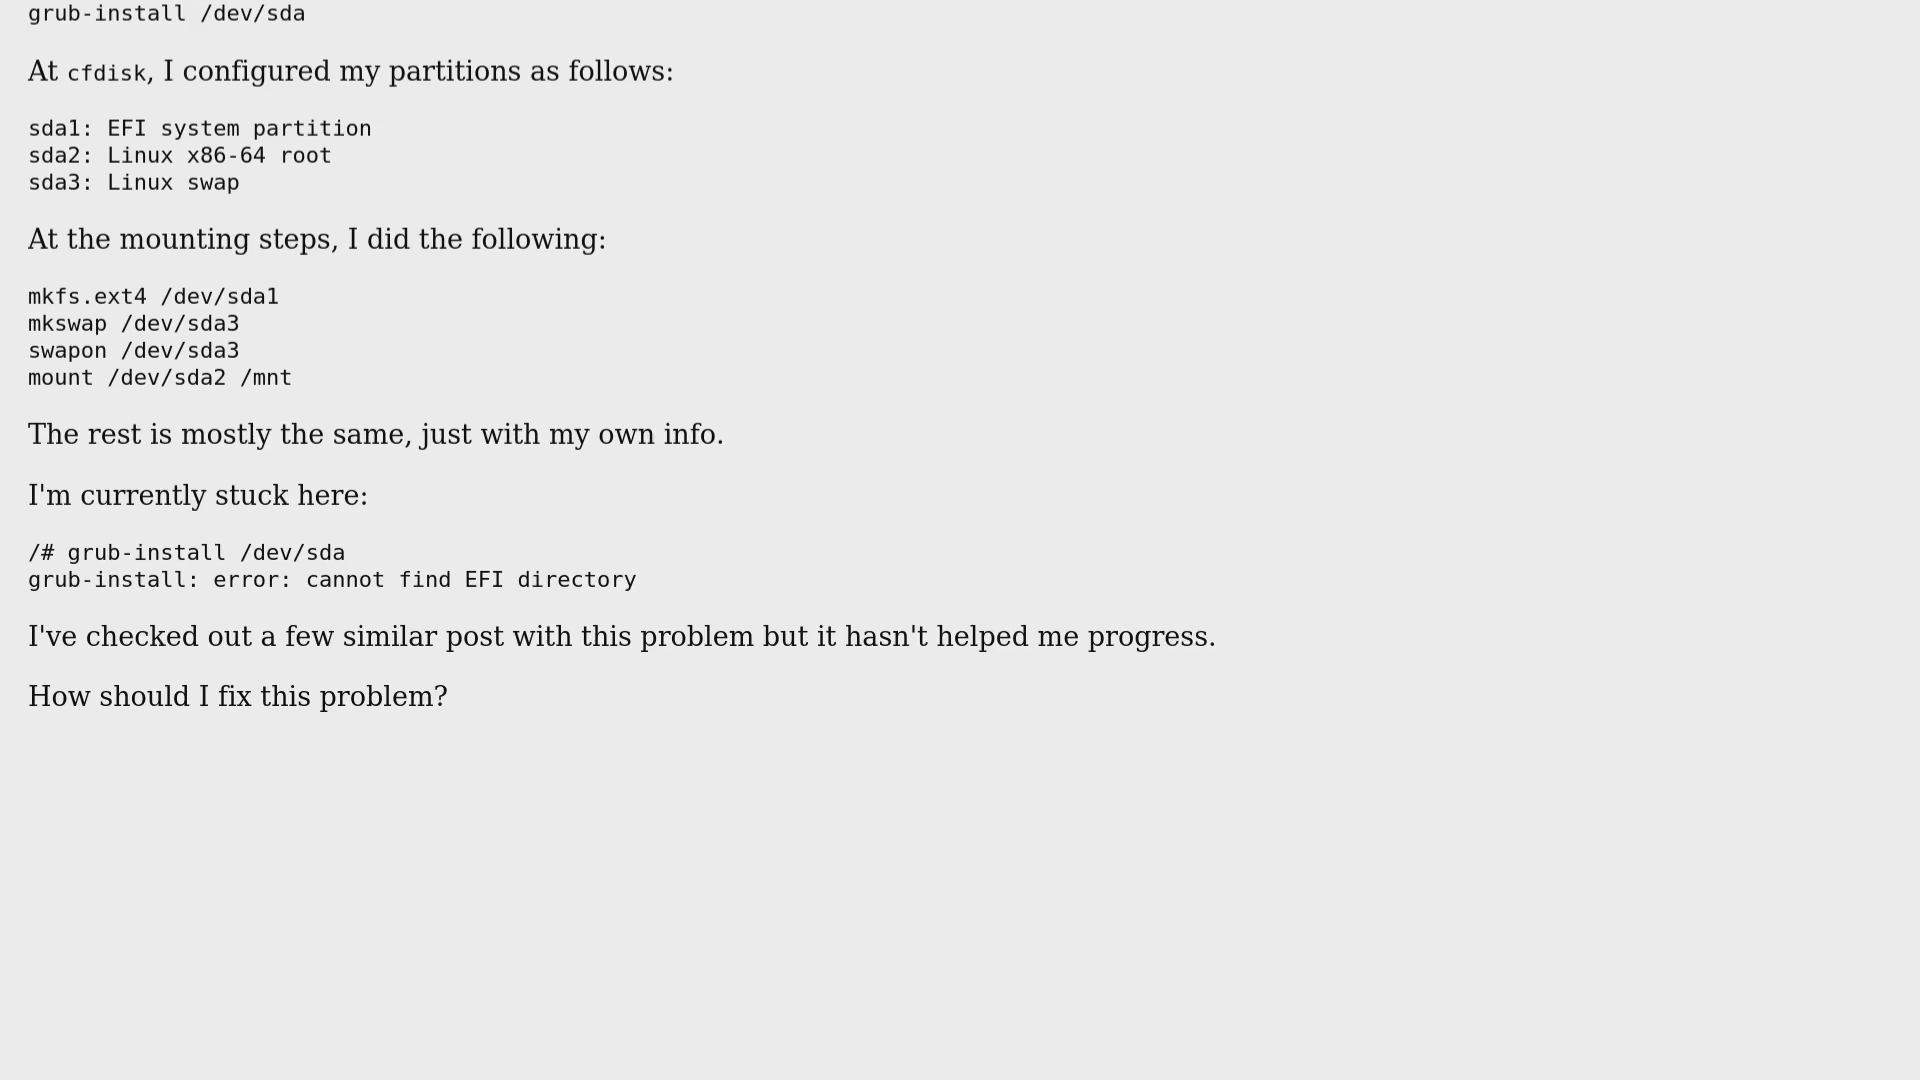 grub-install /dev/sda
At cfdisk, I configured my partitions as follows:
sda1: EFI system partition
sda2: Linux x86-64 root
sda3: Linux swap
At the mounting steps, I did the following:
mkfs.ext4 /dev/sda1
mkswap /dev/sda3
swapon /dev/sda3
mount /dev/sda2 /mnt
The rest is mostly the same, just with my own info.
I'm currently stuck here:
/# grub-install /dev/sda
grub-install: error: cannot find EFI directory
I've checked out a few similar post with this problem but it hasn't helped me progress.
How should I fix this problem?